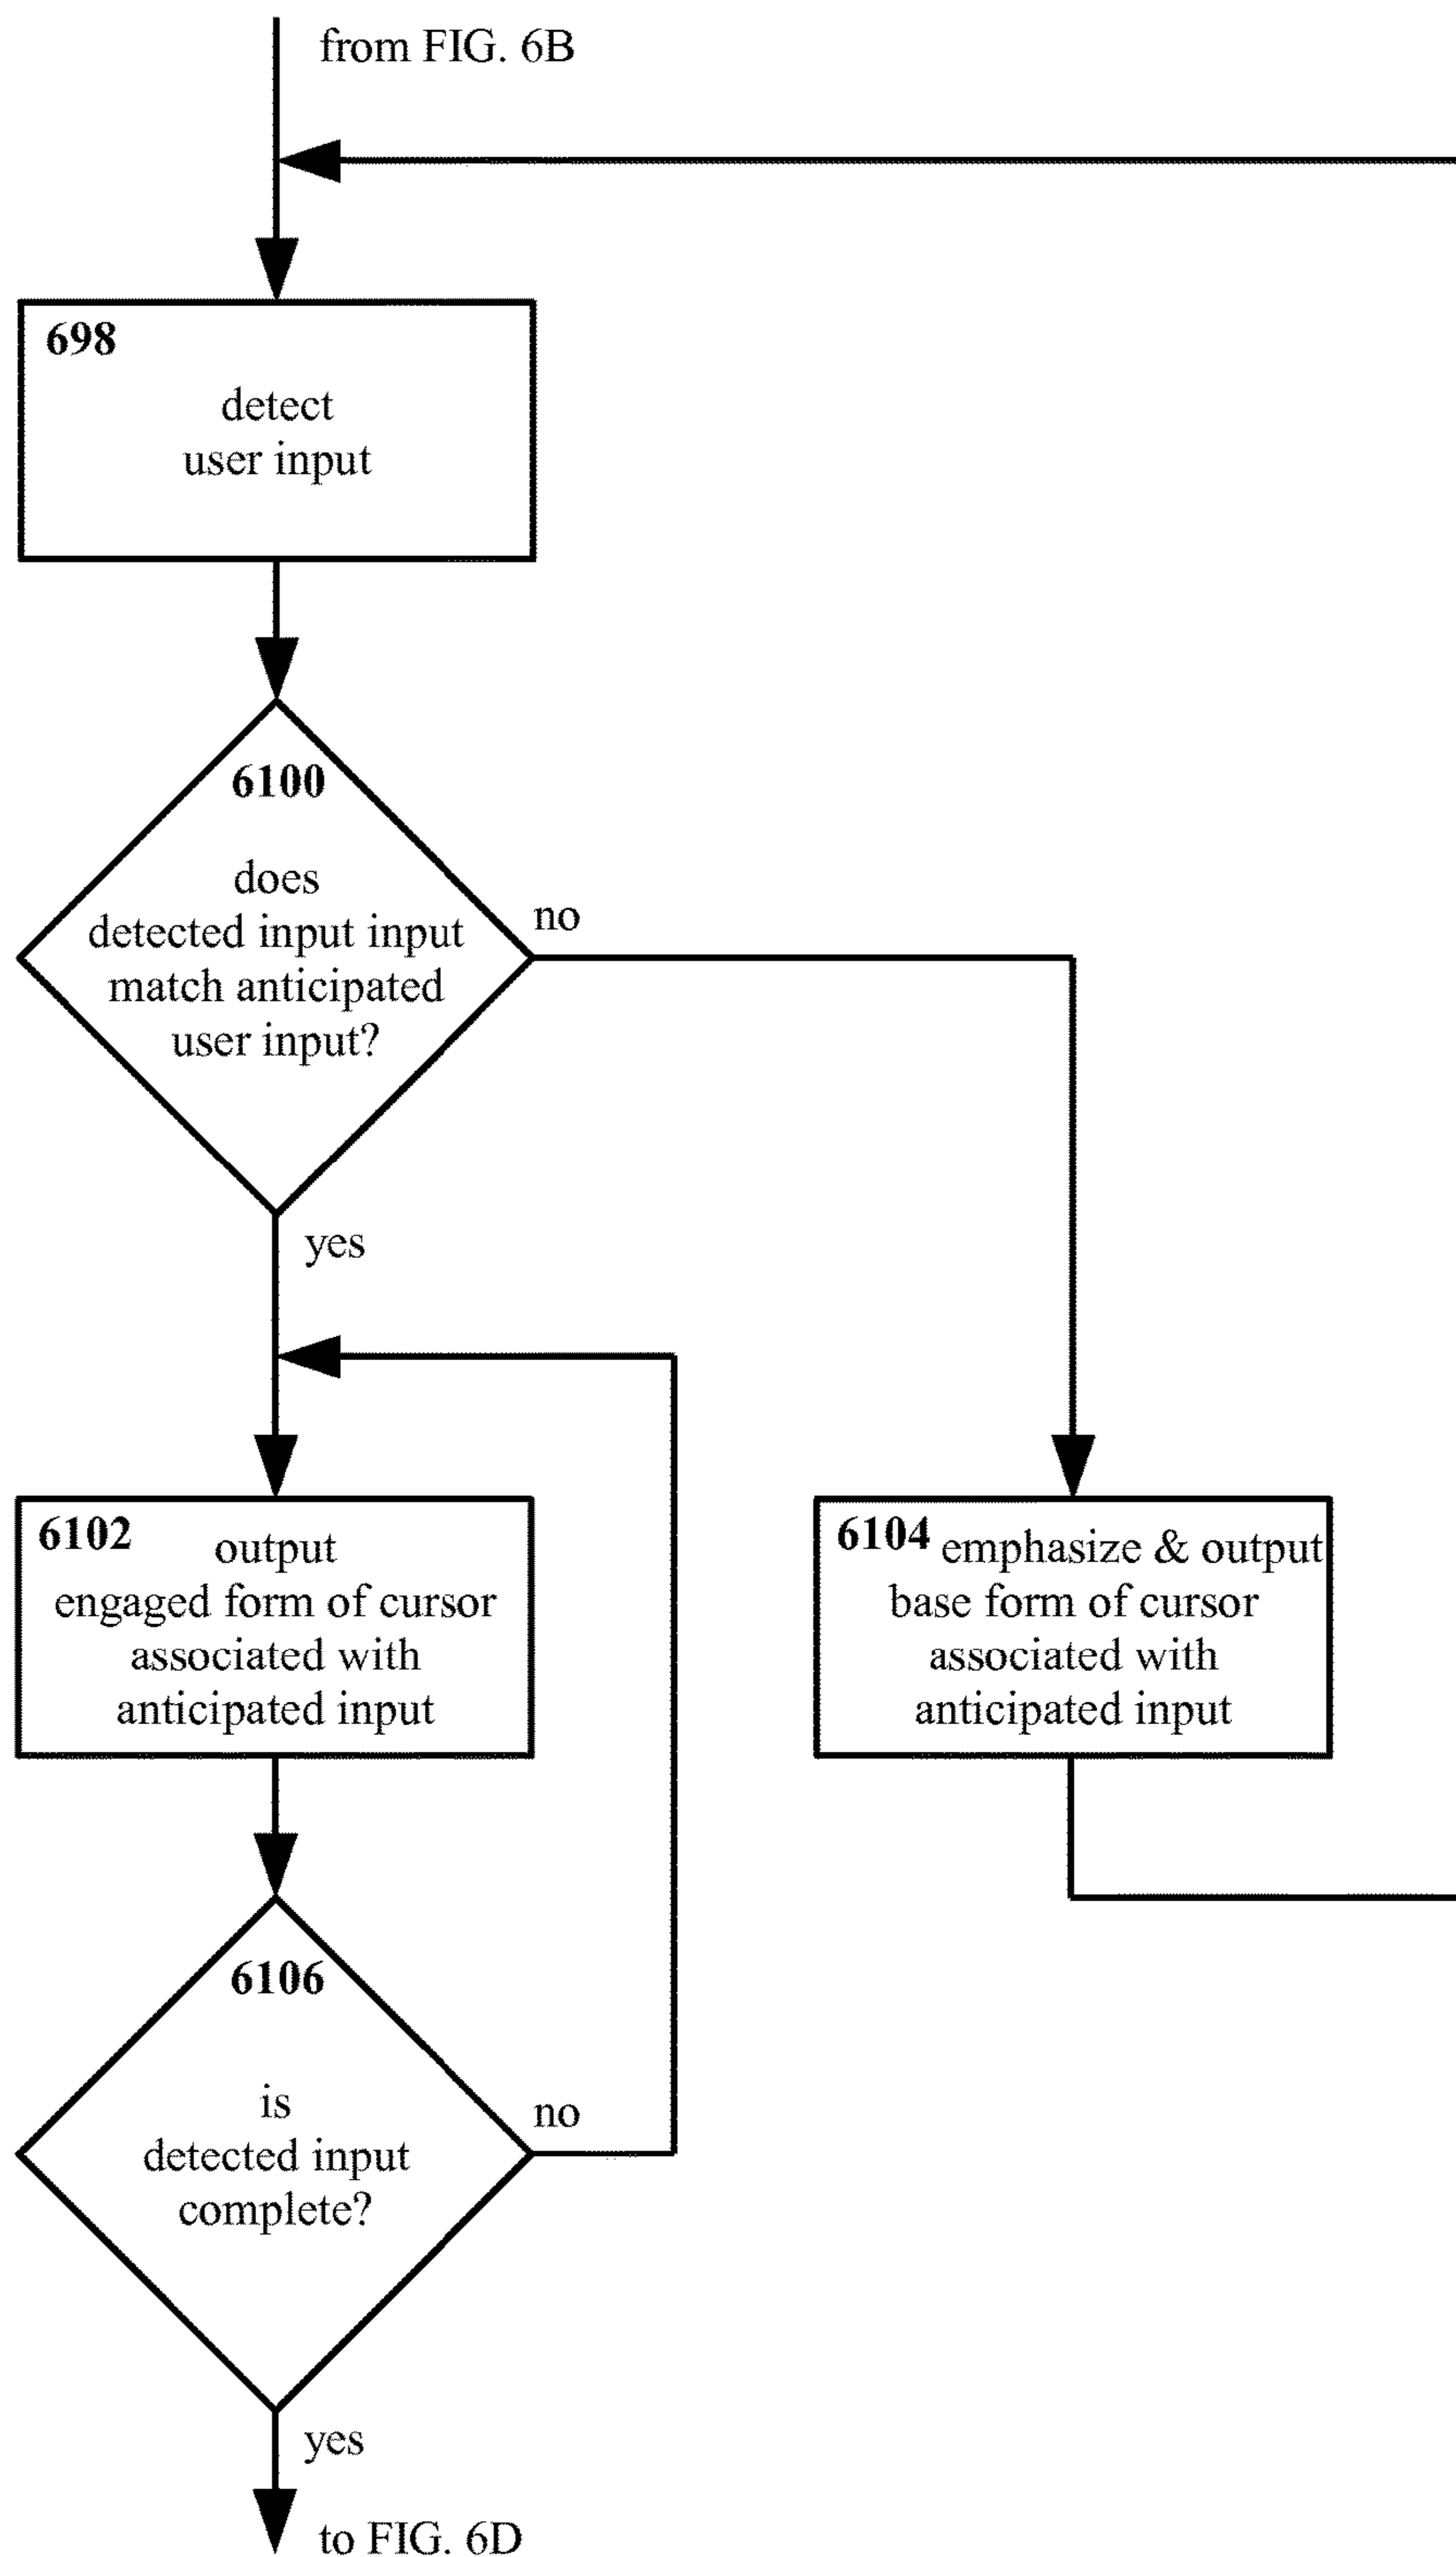 from FIG. 6B
698
detect
user input
6100
does
detected input input
match anticipated
user input?
no
yes
6102
output
engaged form of cursor
associated with
anticipated input
6104
emphasize & output
base form of cursor
associated with
anticipated input
6106
is
detected input
complete?
no
yes
to FIG. 6D